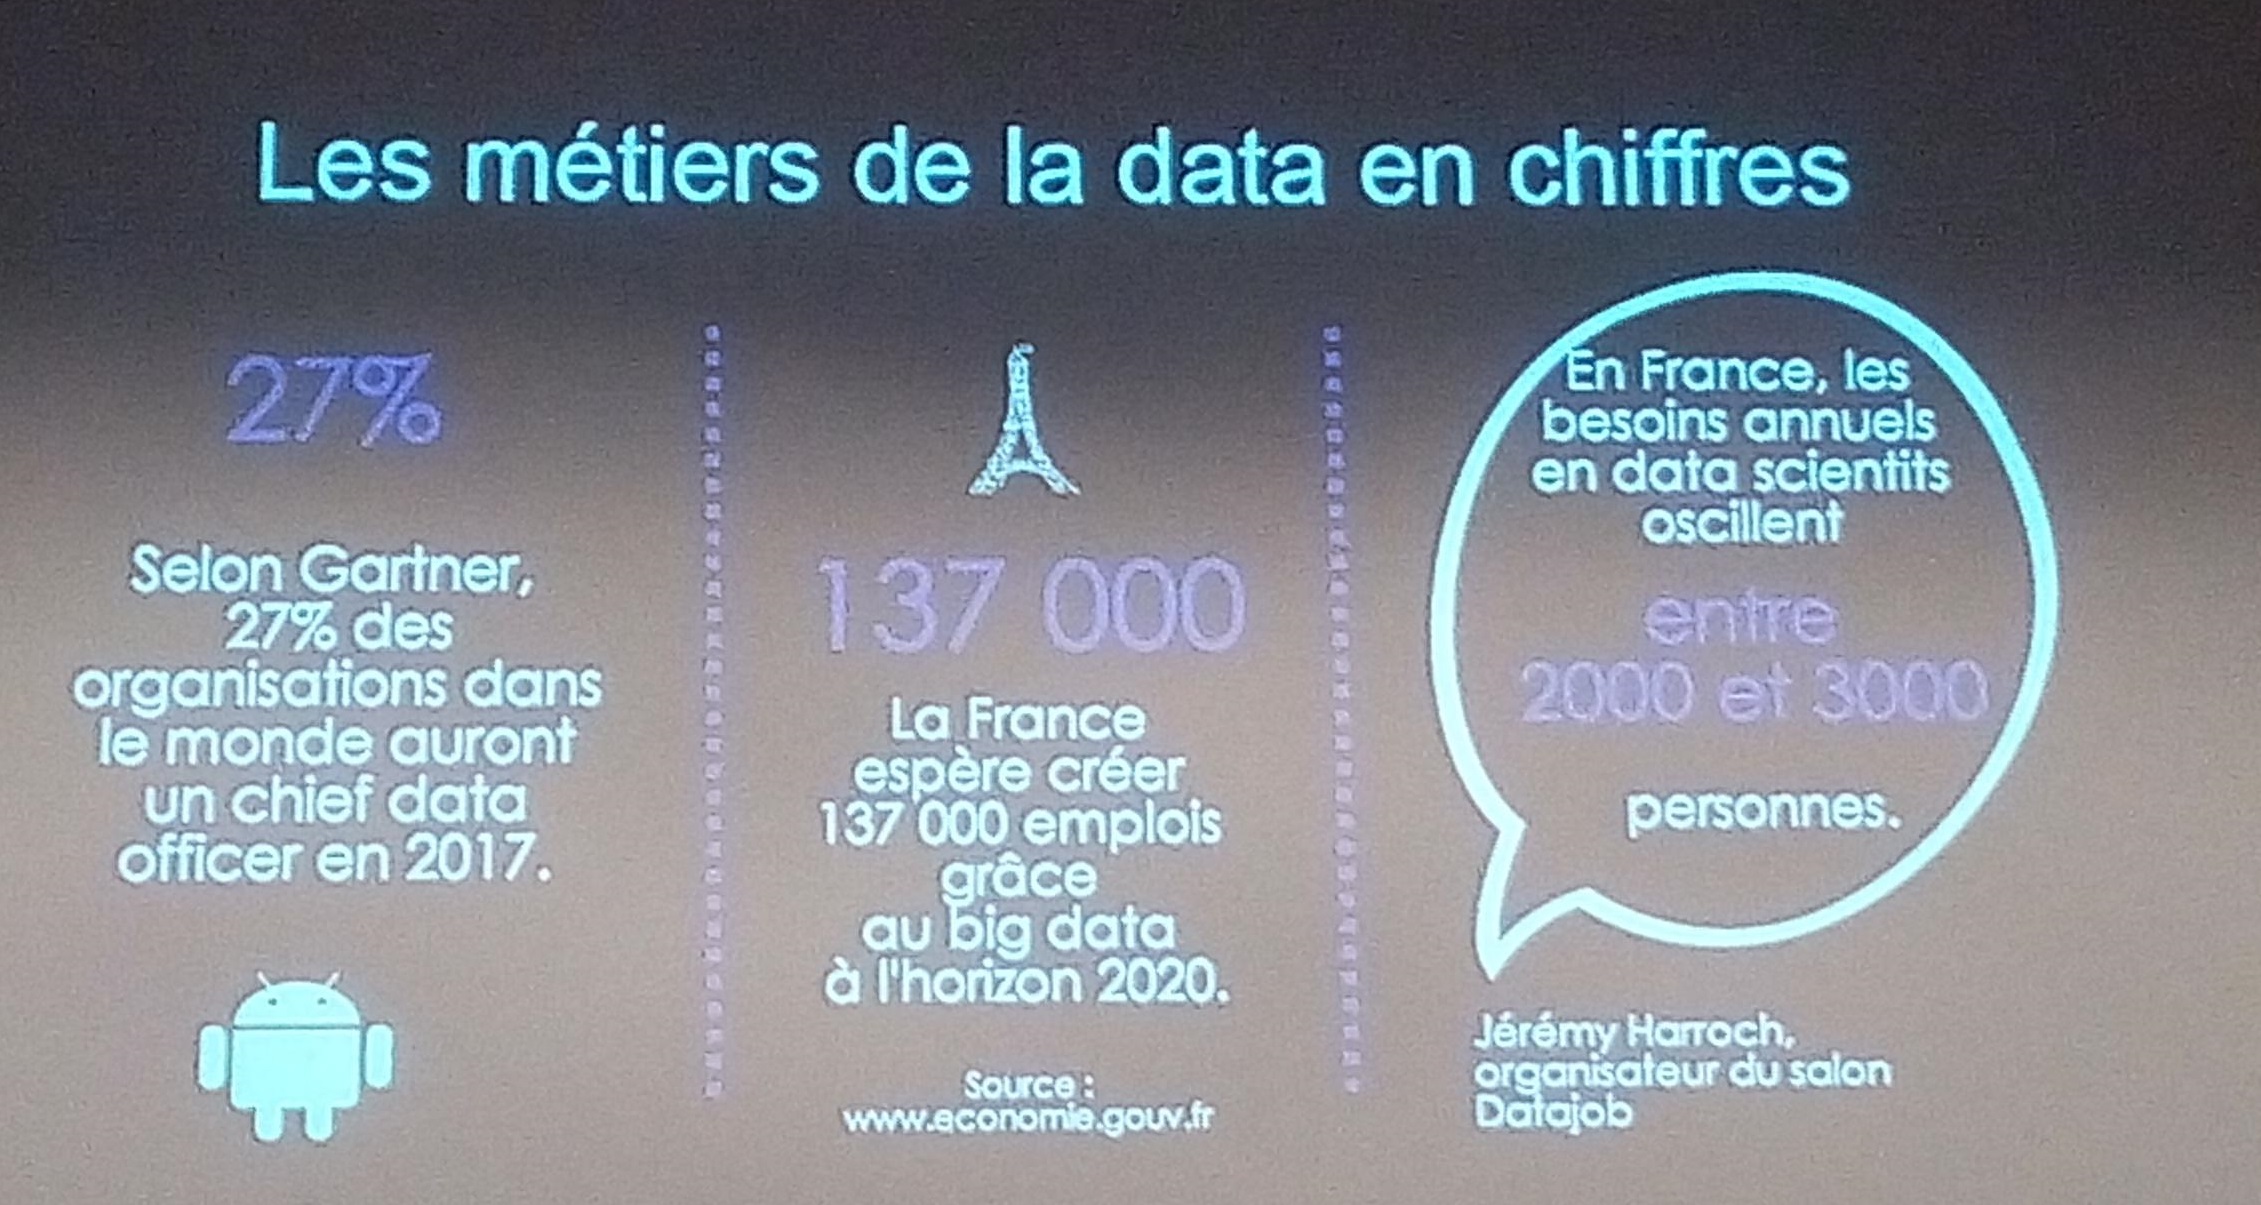 Les métiers de la data en chiffres
27%
Selon Gartner,
27% des
organisations dans
le monde auront
un chief data
officer en 2017.
137 000
La France
espère créer
137 000 emplois
grâce
au big data
à l'horizon 2020.
Source :
www.economie.gouv.fr
En France, les
besoins annuels
en data scientits
oscillent
entre
2000 et 3000
personnes.
Jérémy Harroch,
organisateur du salon
Datajob